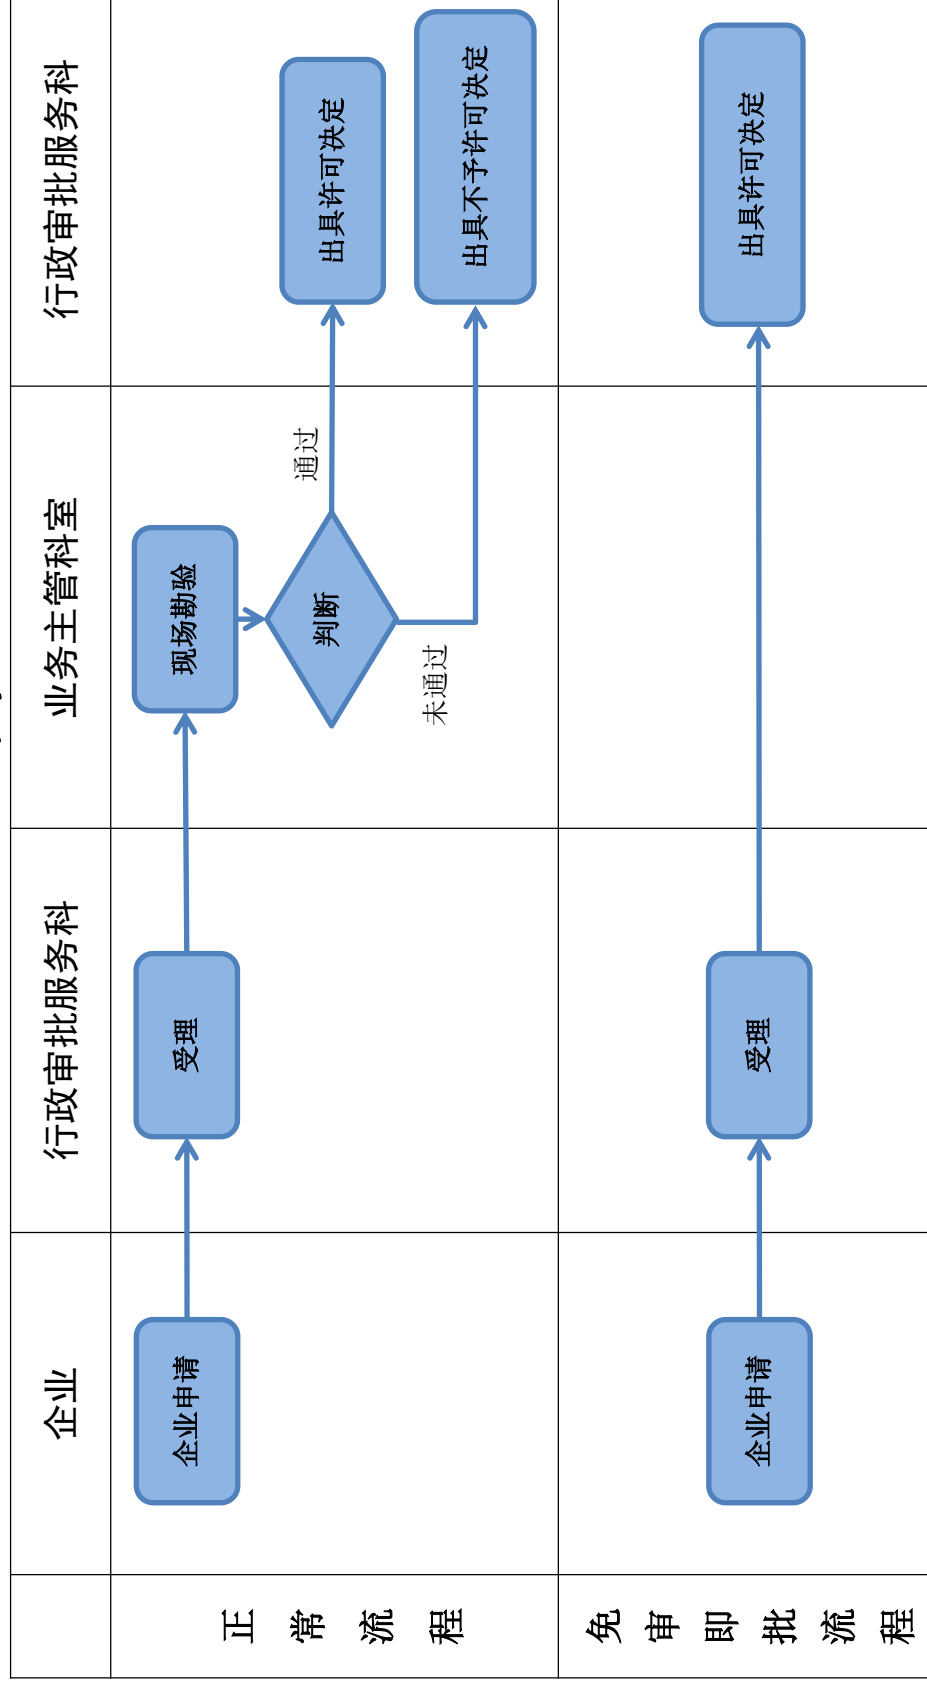 企业
行政审批服务科
业务主管科室
行政审批服务科
正常流程
企业申请
受理
现场勘验
判断
通过
未通过
出具许可决定
出具不予许可决定
免审即批流程
企业申请
受理
出具许可决定